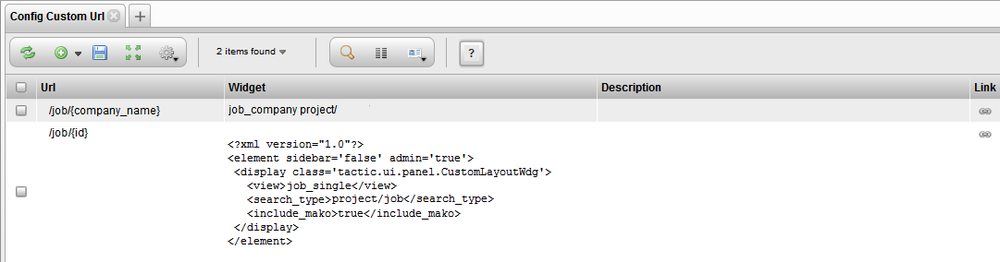 Config Custom Url
2 items found
?
Url Widget Description Link
/job/{company_name} job_company project/
/job/{id}
<?xml version="1.0"?>
<element sidebar='false' admin='true'>
<display class='tactic.ui.panel.CustomLayoutWdg'>
<view>job_single</view>
<search_type>project/job</search_type>
<include_mako>true</include_mako>
</display>
</element>